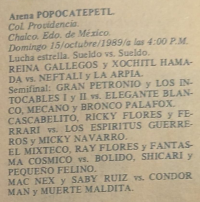 Arena POPOCATEPETL.
Col. Providencia.
Chalco. Edo. de México.
Domingo 15/octubre/1989/a las 4:00 P.M.
Lucha estrella. Sueldo vs. Sueldo.
REINA GALLEGOS y XOCHITL HAMA-
DA vs. NEFTALI y LA ARPIA.
Semifinal: GRAN PETRONIO y LOS IN-
TOCABLES I y II vs. ELEGANTE BLAN-
CO, MECANO y BRONCO PALAFOX.
CASCABELITO, RICKY FLORES y FE-
RRARI vs. LOS ESPIRITUS GUERRE-
ROS y MICKY NAVARRO.
EL MIXTECO, RAY FLORES y FANTAS-
MA COSMICO vs. BOLIDO, SHICARI y
PEQUEÑO FELINO.
MAC NEX y SABY RUIZ vs. CONDOR
MAN y MUERTE MALDITA.